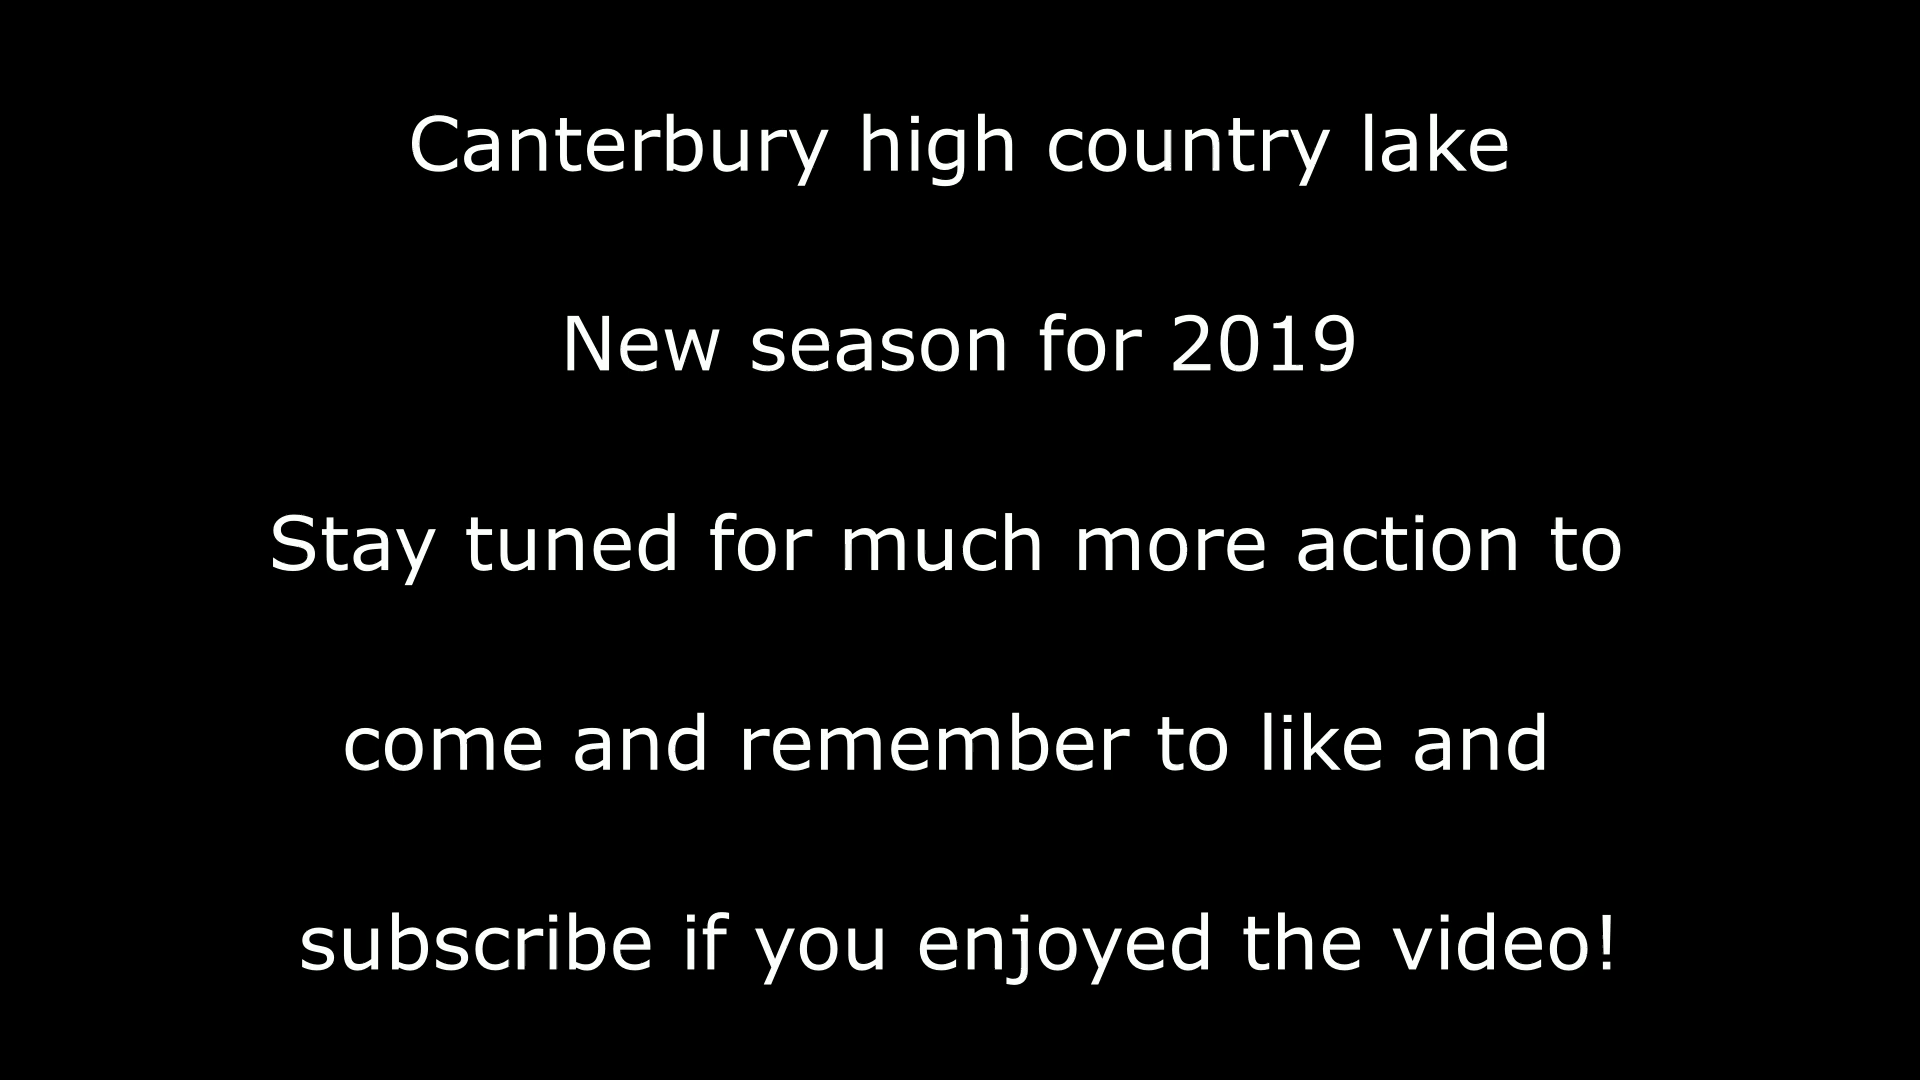 Canterbury high country lake
New season for 2019
Stay tuned for much more action to
come and remember to like and
subscribe if you enjoyed the video!